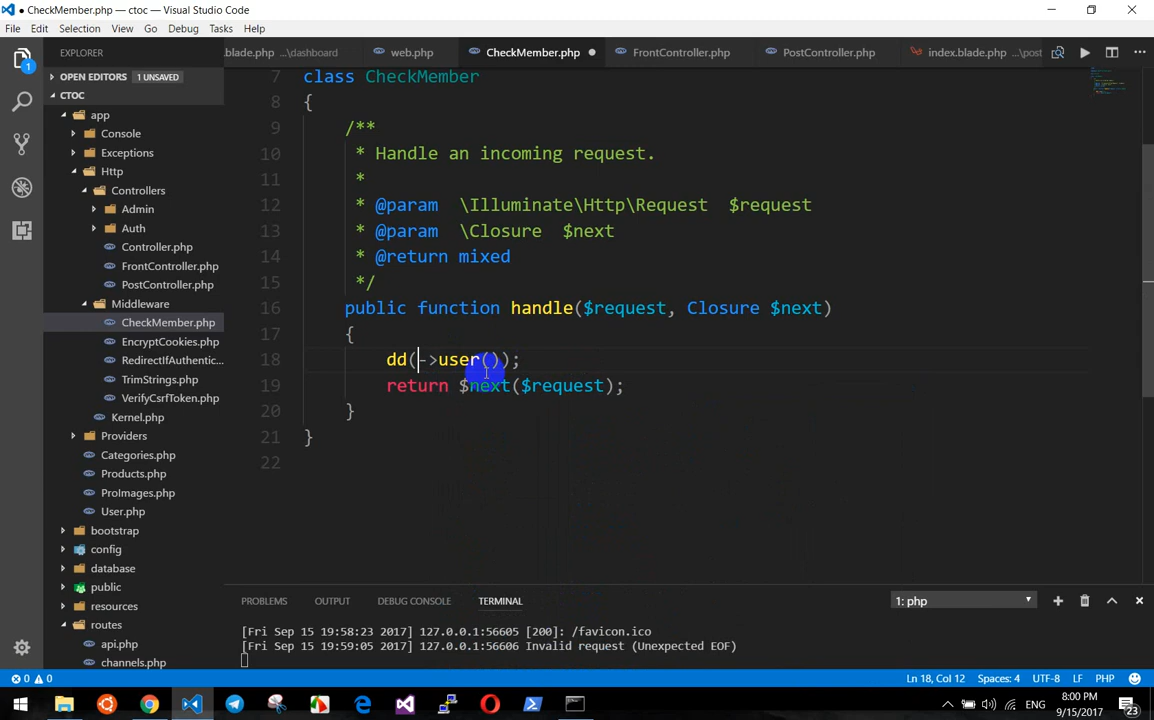 ● CheckMember.php — ctoc — Visual Studio Code
File Edit Selection View Go Debug Tasks Help
EXPLORER
.blade.php ...\dashboard
web.php
CheckMember.php ●
FrontController.php
PostController.php
index.blade.php ...\post
1
OPEN EDITORS 1 UNSAVED
CTOC
app
Console
Exceptions
Http
Controllers
Admin
Auth
Controller.php
FrontController.php
PostController.php
Middleware
CheckMember.php
EncryptCookies.php
RedirectIfAuthentic...
TrimStrings.php
VerifyCsrfToken.php
Kernel.php
Providers
Categories.php
Products.php
ProImages.php
User.php
bootstrap
config
database
public
resources
routes
api.php
channels.php
7 class CheckMember
8 {
9 /**
10 * Handle an incoming request.
11 *
12 * @param \Illuminate\Http\Request $request
13 * @param \Closure $next
14 * @return mixed
15 */
16 public function handle($request, Closure $next)
17 {
18 dd(->user());
19 return $next($request);
20 }
21 }
22
PROBLEMS OUTPUT DEBUG CONSOLE TERMINAL
1: php
[Fri Sep 15 19:58:23 2017] 127.0.0.1:56605 [200]: /favicon.ico
[Fri Sep 15 19:59:05 2017] 127.0.0.1:56606 Invalid request (Unexpected EOF)
0 0
Ln 18, Col 12 Spaces: 4 UTF-8 LF PHP
ENG
8:00 PM
9/15/2017
23